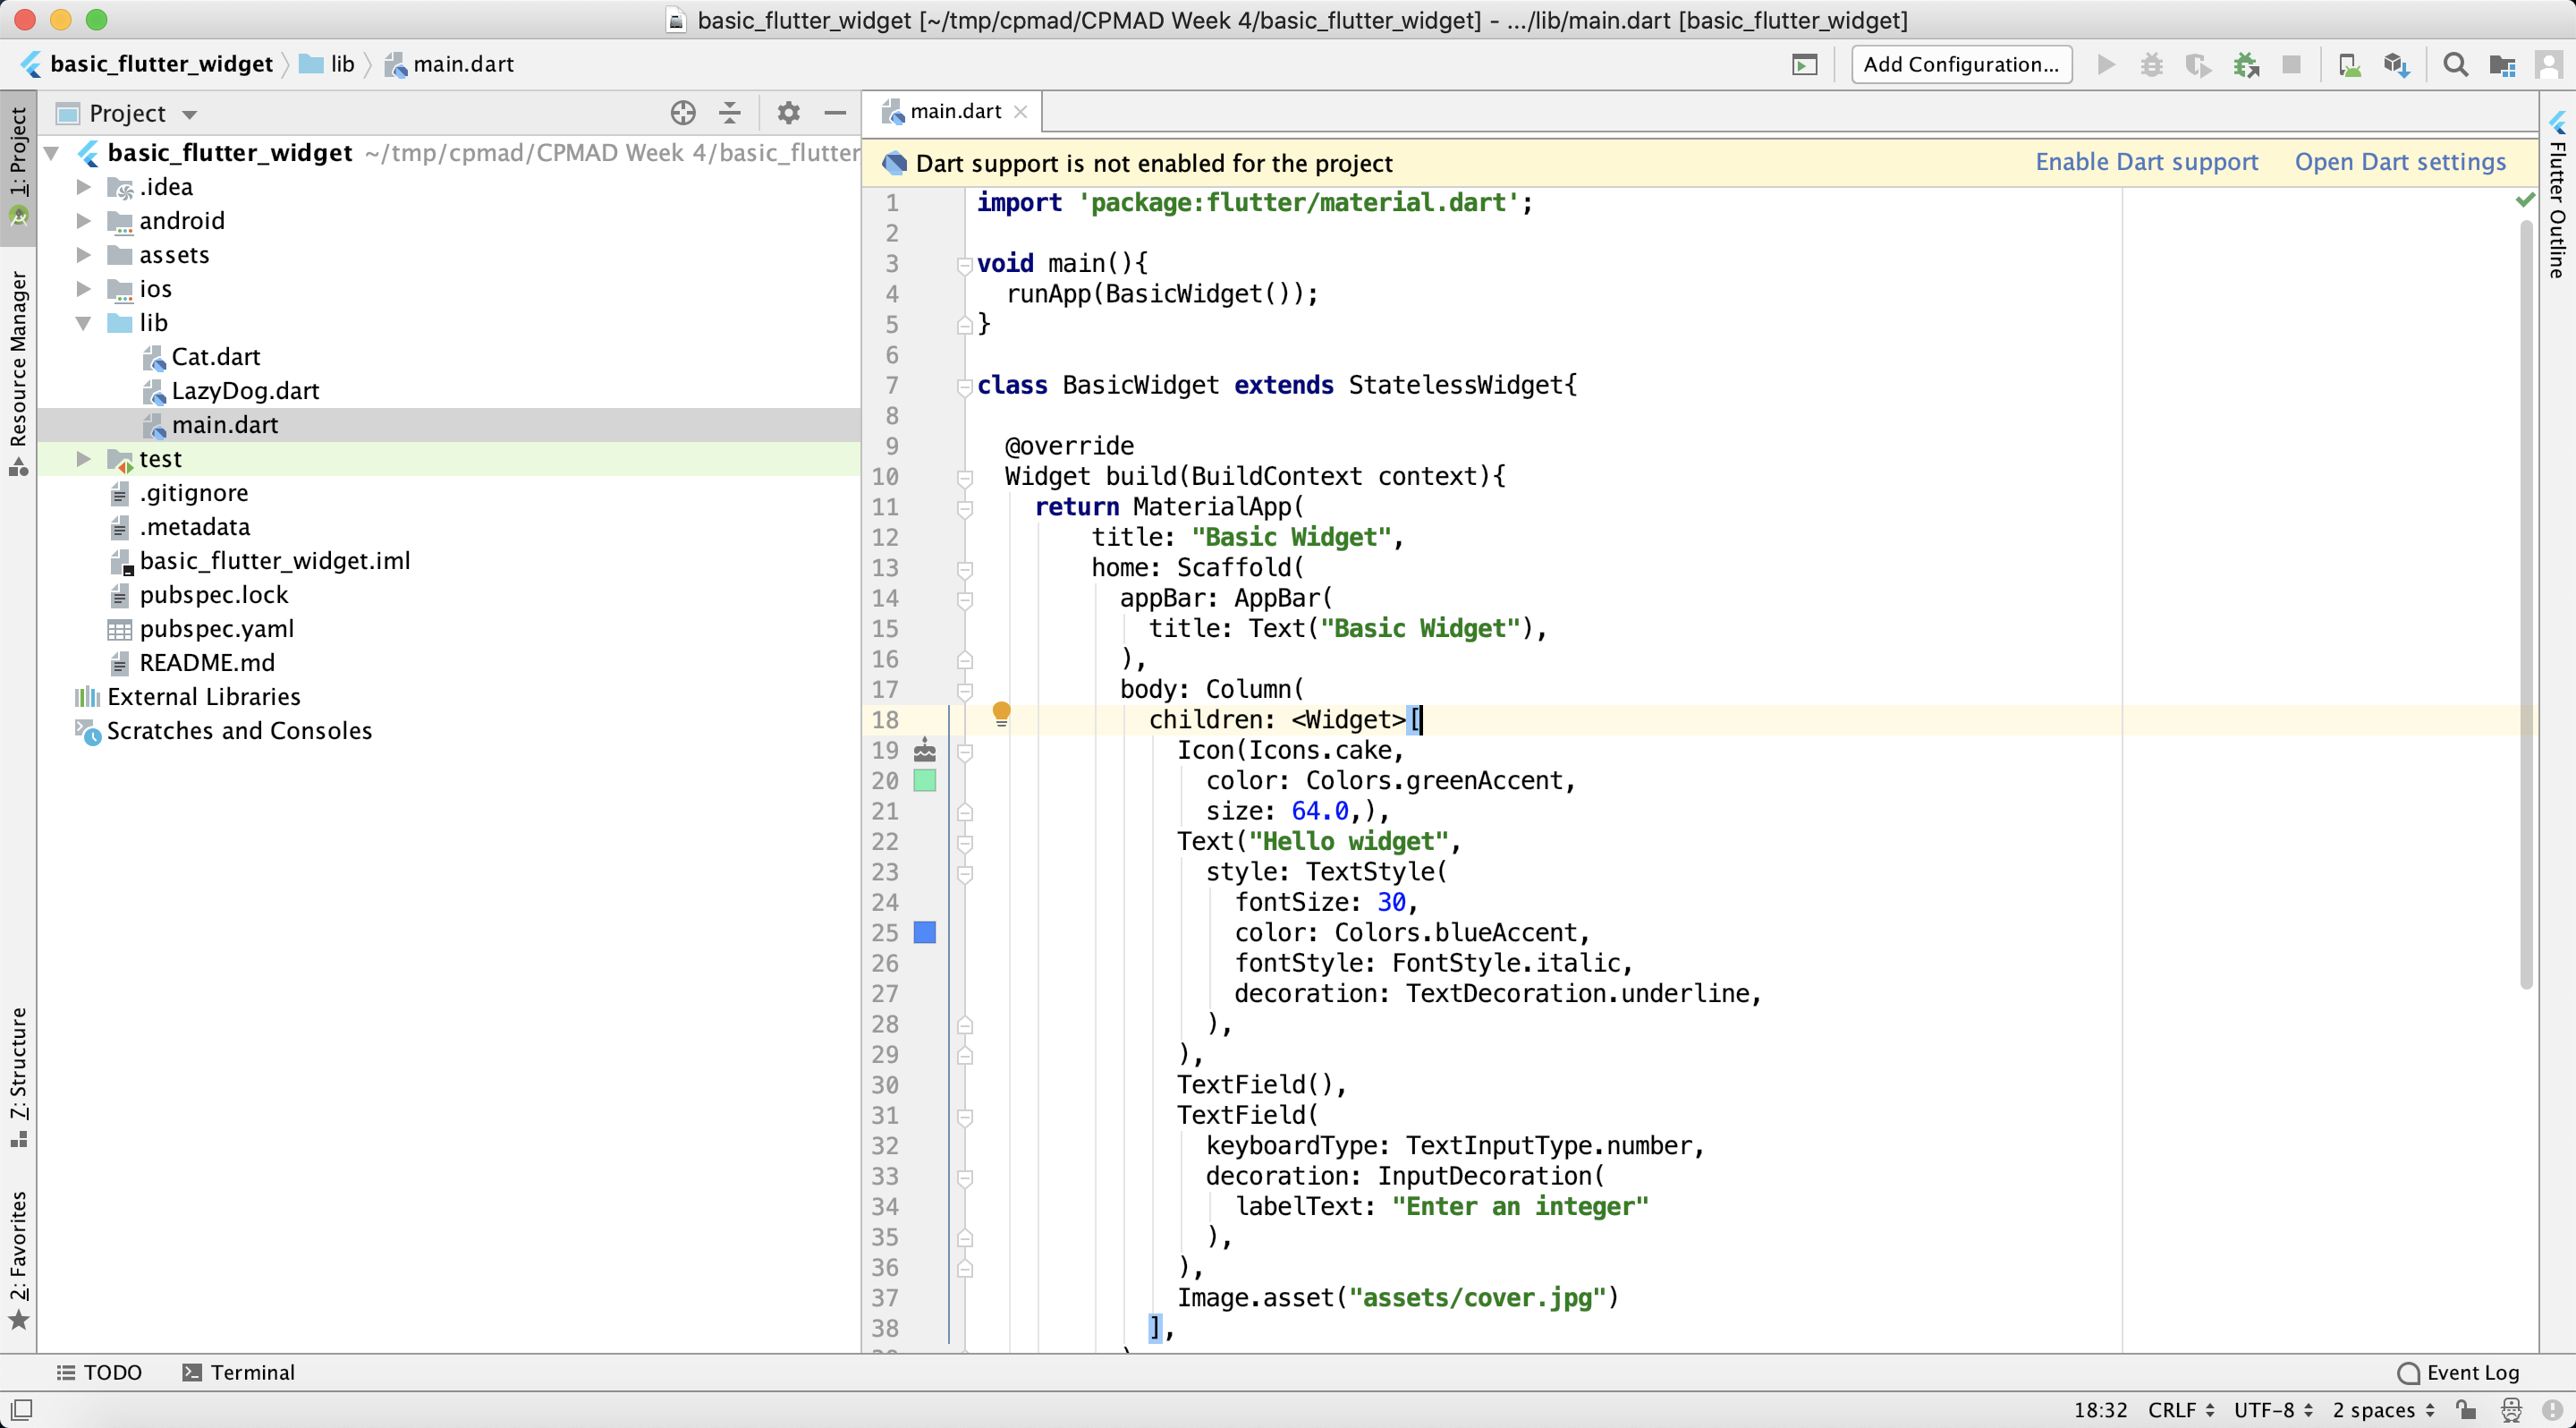 basic_flutter_widget [~/tmp/cpmad/CPMAD Week 4/basic_flutter_widget] - .../lib/main.dart [basic_flutter_widget]
basic_flutter_widget lib main.dart
Add Configuration...
1: Project
Resource Manager
7: Structure
2: Favorites
Project
basic_flutter_widget ~/tmp/cpmad/CPMAD Week 4/basic_flutter
.idea
android
assets
ios
lib
Cat.dart
LazyDog.dart
main.dart
test
.gitignore
.metadata
basic_flutter_widget.iml
pubspec.lock
pubspec.yaml
README.md
External Libraries
Scratches and Consoles
main.dart
Dart support is not enabled for the project Enable Dart support Open Dart settings
1 import 'package:flutter/material.dart';
2
3 void main(){
4 runApp(BasicWidget());
5 }
6
7 class BasicWidget extends StatelessWidget{
8
9 @override
10 Widget build(BuildContext context){
11 return MaterialApp(
12 title: "Basic Widget",
13 home: Scaffold(
14 appBar: AppBar(
15 title: Text("Basic Widget"),
16 ),
17 body: Column(
18 children: <Widget>[
19 Icon(Icons.cake,
20 color: Colors.greenAccent,
21 size: 64.0,),
22 Text("Hello widget",
23 style: TextStyle(
24 fontSize: 30,
25 color: Colors.blueAccent,
26 fontStyle: FontStyle.italic,
27 decoration: TextDecoration.underline,
28 ),
29 ),
30 TextField(),
31 TextField(
32 keyboardType: TextInputType.number,
33 decoration: InputDecoration(
34 labelText: "Enter an integer"
35 ),
36 ),
37 Image.asset("assets/cover.jpg")
38 ],
Flutter Outline
TODO Terminal Event Log
18:32 CRLF UTF-8 2 spaces